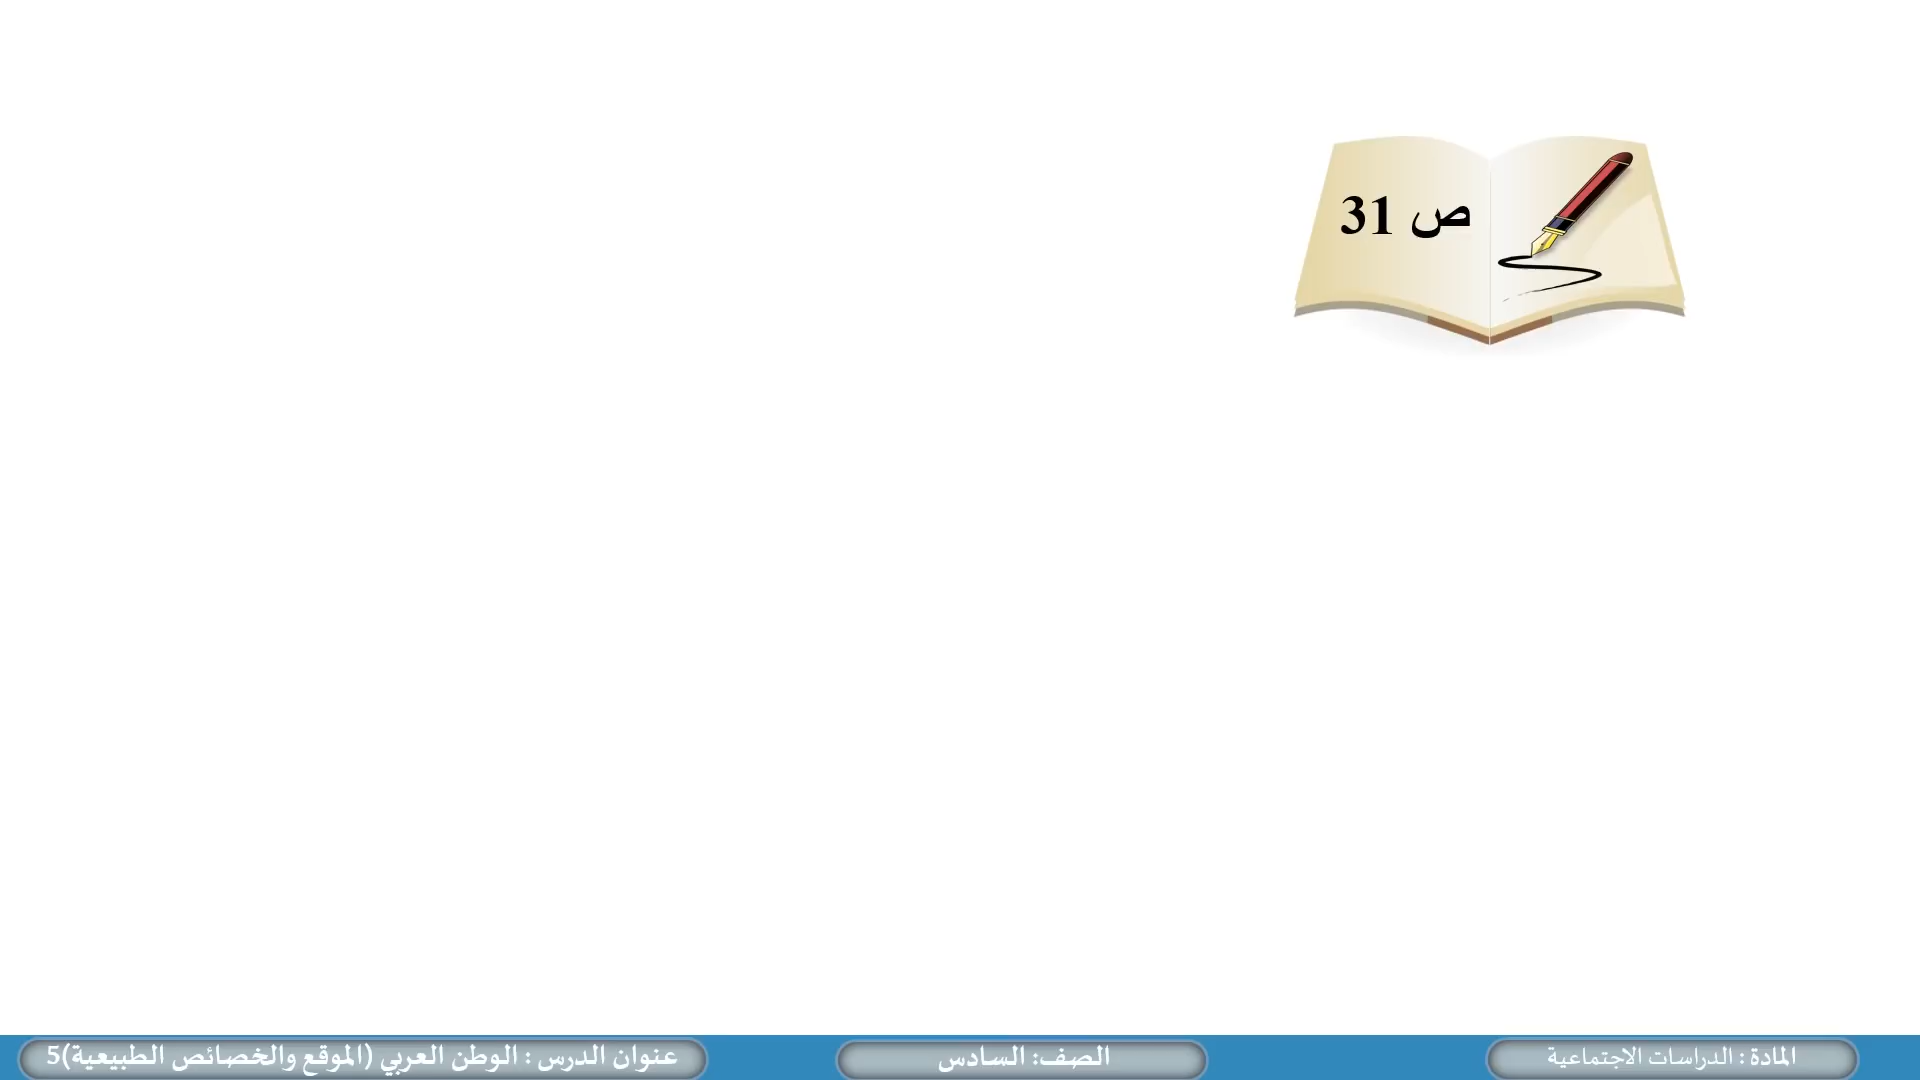 ص 31
المادة : الدراسات الاجتماعية
الصف: السادس
عنوان الدرس : الوطن العربي (الموقع والخصائص الطبيعية)5